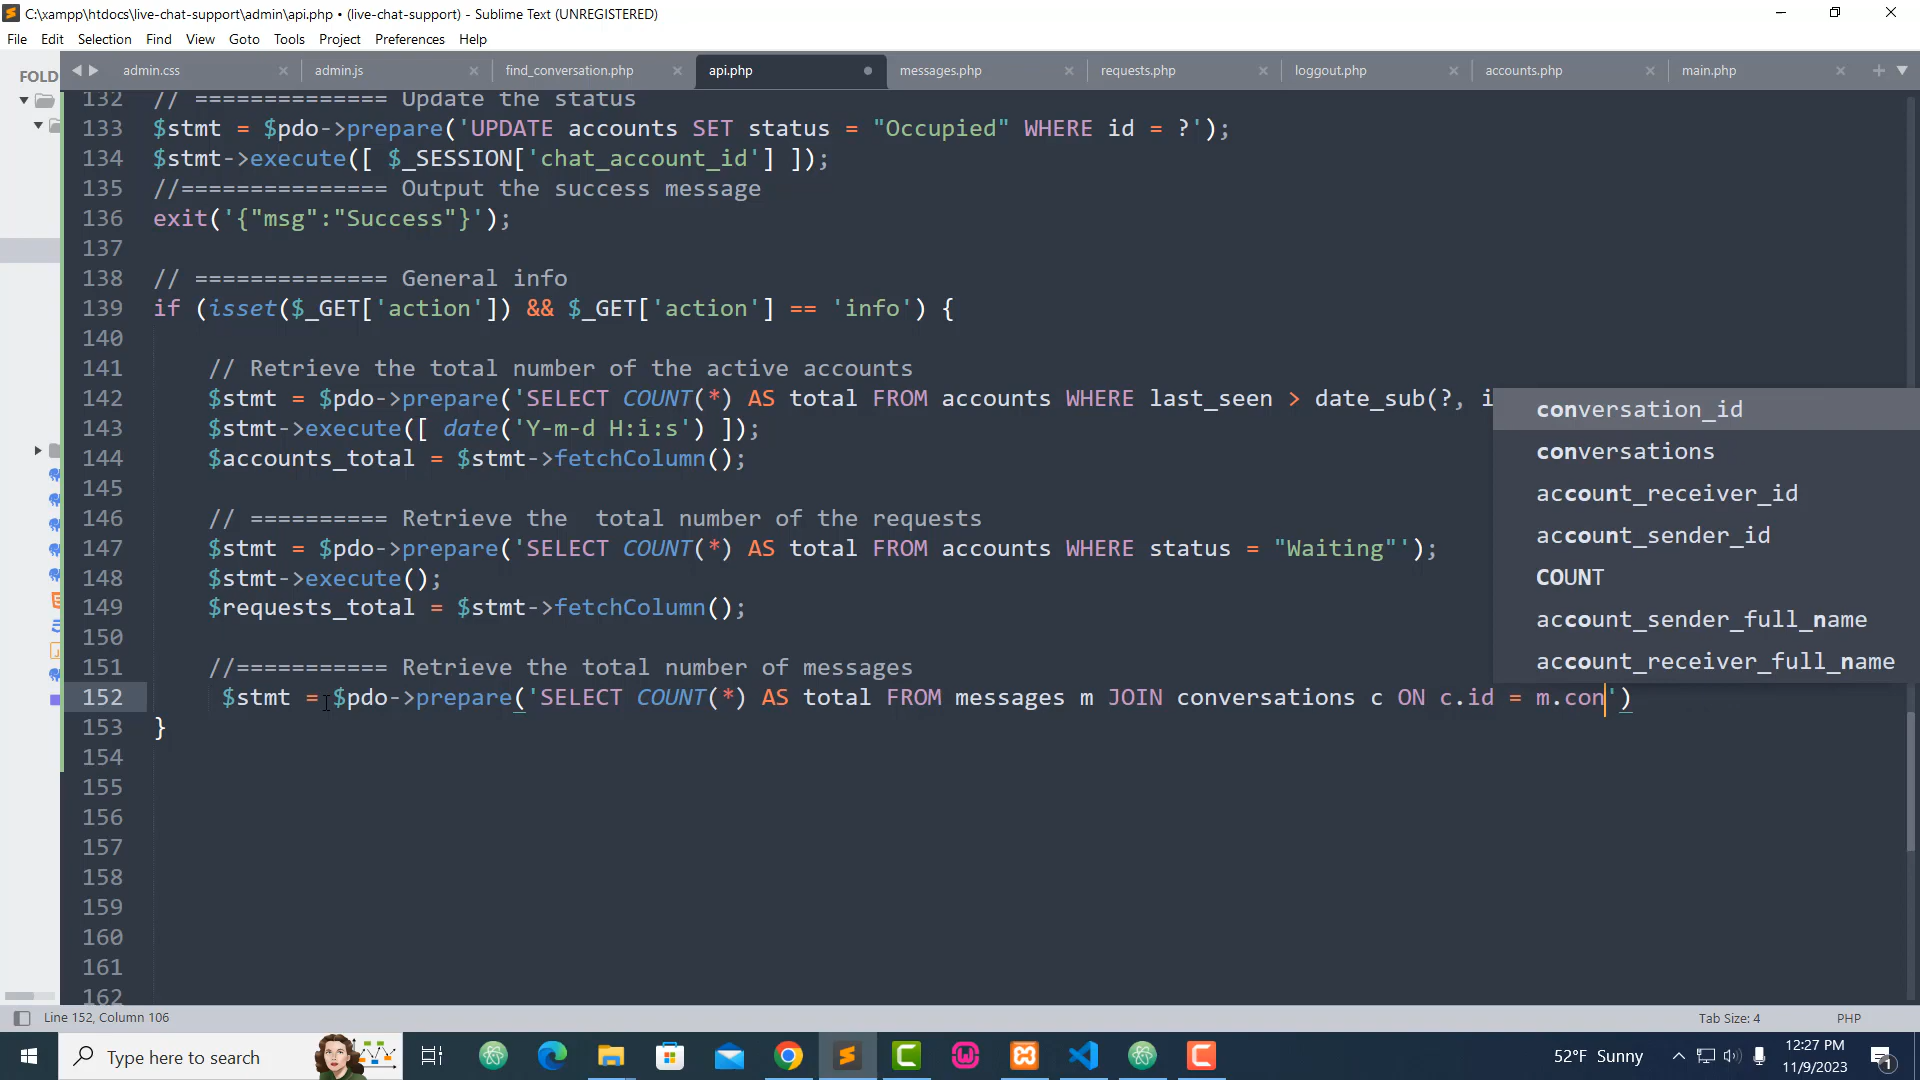 C:\xampp\htdocs\live-chat-support\admin\api.php • (live-chat-support) - Sublime Text (UNREGISTERED)
File Edit Selection Find View Goto Tools Project Preferences Help
FOLD
admin.css admin.js find_conversation.php api.php messages.php requests.php loggout.php accounts.php main.php
132 // ============== Update the status
133 $stmt = $pdo->prepare('UPDATE accounts SET status = "Occupied" WHERE id = ?');
134 $stmt->execute([ $_SESSION['chat_account_id'] ]);
135 //=============== Output the success message
136 exit('{"msg":"Success"}');
137
138 // ============== General info
139 if (isset($_GET['action']) && $_GET['action'] == 'info') {
140
141 // Retrieve the total number of the active accounts
142 $stmt = $pdo->prepare('SELECT COUNT(*) AS total FROM accounts WHERE last_seen > date_sub(?, i
143 $stmt->execute([ date('Y-m-d H:i:s') ]);
144 $accounts_total = $stmt->fetchColumn();
145
146 // ========== Retrieve the  total number of the requests
147 $stmt = $pdo->prepare('SELECT COUNT(*) AS total FROM accounts WHERE status = "Waiting"');
148 $stmt->execute();
149 $requests_total = $stmt->fetchColumn();
150
151 //=========== Retrieve the total number of messages
152 $stmt = $pdo->prepare('SELECT COUNT(*) AS total FROM messages m JOIN conversations c ON c.id = m.con')
153 }
154
155
156
157
158
159
160
161
162
conversation_id
conversations
account_receiver_id
account_sender_id
COUNT
account_sender_full_name
account_receiver_full_name
Line 152, Column 106
Tab Size: 4
PHP
Type here to search
52°F Sunny
12:27 PM
11/9/2023
1